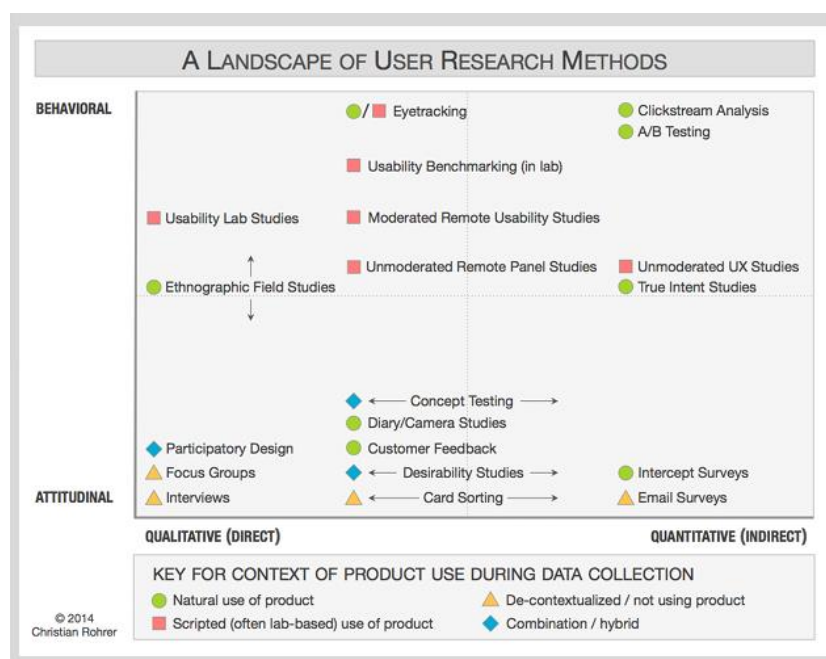 A LANDSCAPE OF USER RESEARCH METHODS
BEHAVIORAL
/ Eyetracking
Clickstream Analysis
A/B Testing
Usability Benchmarking (in lab)
Usability Lab Studies
Moderated Remote Usability Studies
Unmoderated Remote Panel Studies
Unmoderated UX Studies
Ethnographic Field Studies
True Intent Studies
Concept Testing
Diary/Camera Studies
Participatory Design
Customer Feedback
Focus Groups
Desirability Studies
Intercept Surveys
ATTITUDINAL
Interviews
Card Sorting
Email Surveys
QUALITATIVE (DIRECT)
QUANTITATIVE (INDIRECT)
KEY FOR CONTEXT OF PRODUCT USE DURING DATA COLLECTION
Natural use of product
De-contextualized / not using product
Scripted (often lab-based) use of product
Combination / hybrid
© 2014
Christian Rohrer